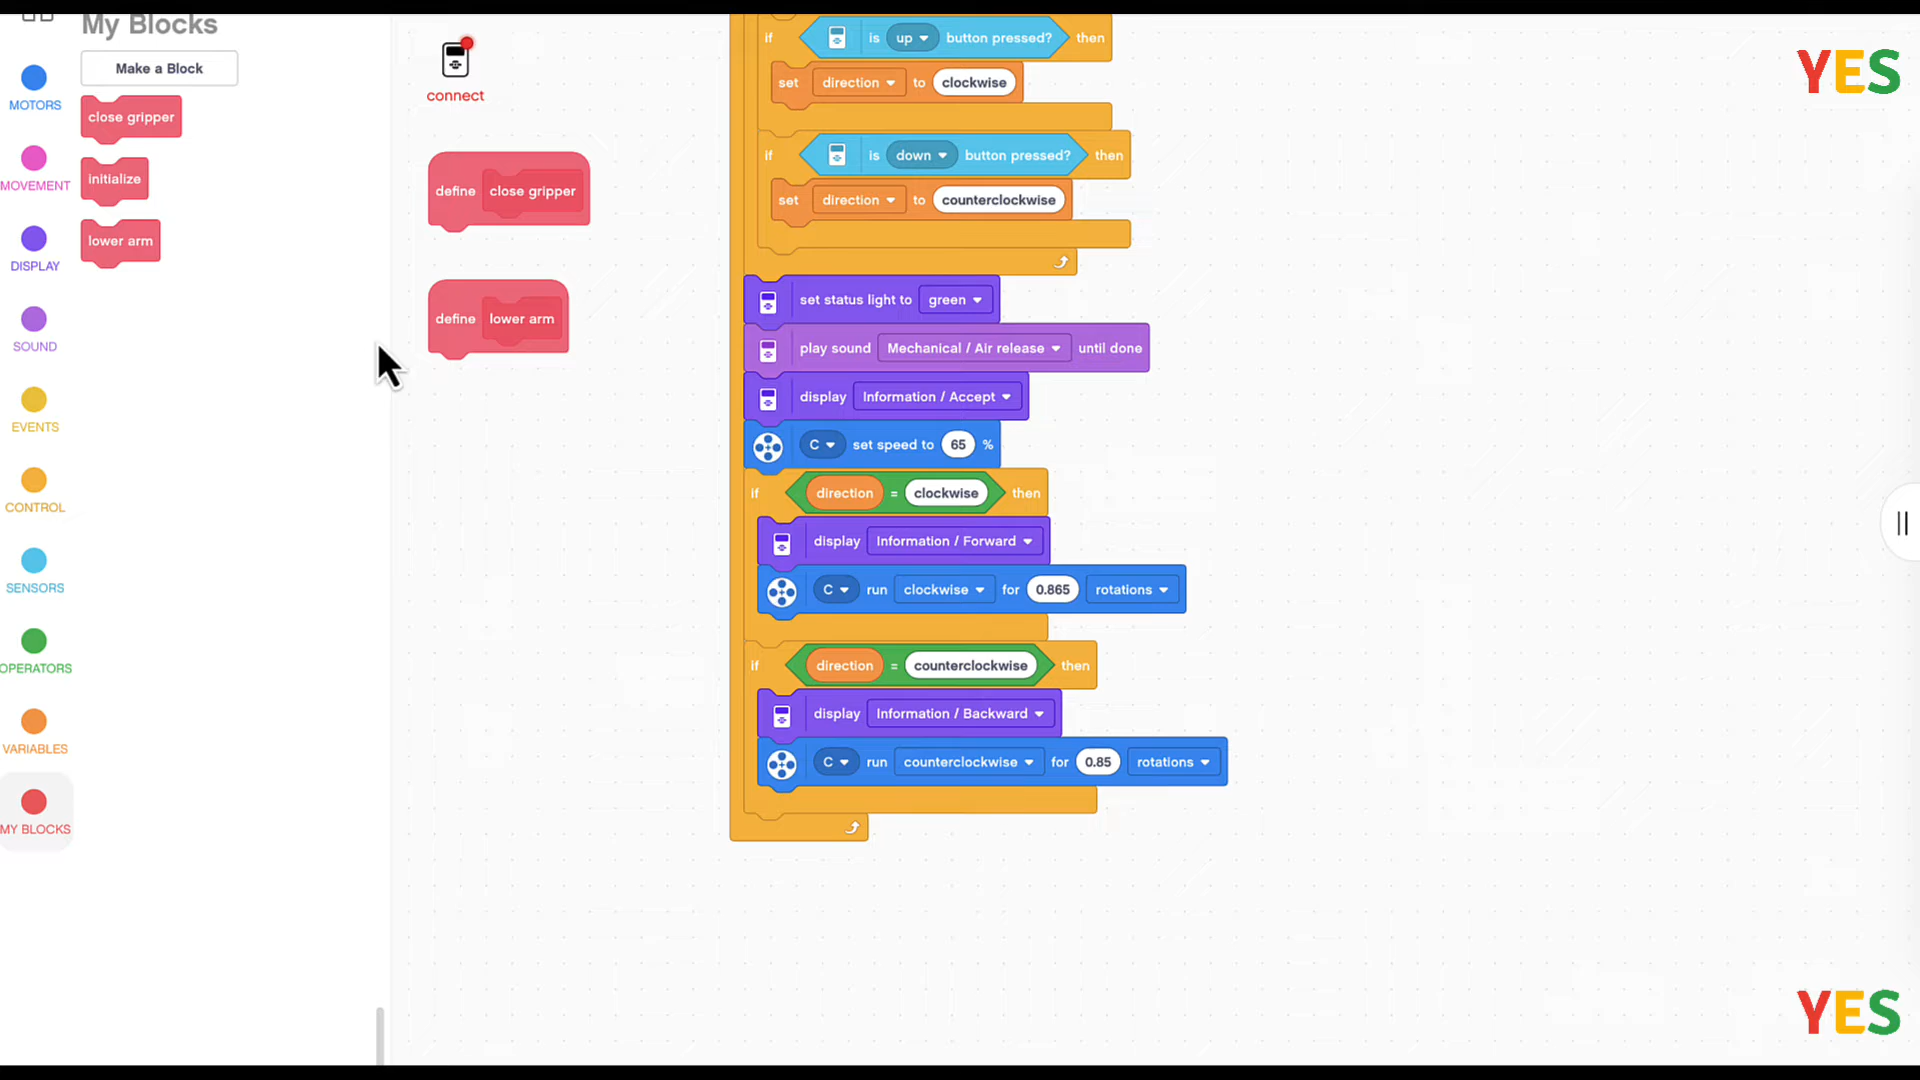 My Blocks
Make a Block
close gripper
initialize
lower arm
MOTORS
MOVEMENT
DISPLAY
SOUND
EVENTS
CONTROL
SENSORS
OPERATORS
VARIABLES
MY BLOCKS
connect
define close gripper
define lower arm
if is up button pressed? then
set direction to clockwise
if is down button pressed? then
set direction to counterclockwise
set status light to green
play sound Mechanical / Air release until done
display Information / Accept
C set speed to 65 %
if direction = clockwise then
display Information / Forward
C run clockwise for 0.865 rotations
if direction = counterclockwise then
display Information / Backward
C run counterclockwise for 0.85 rotations
YES
YES